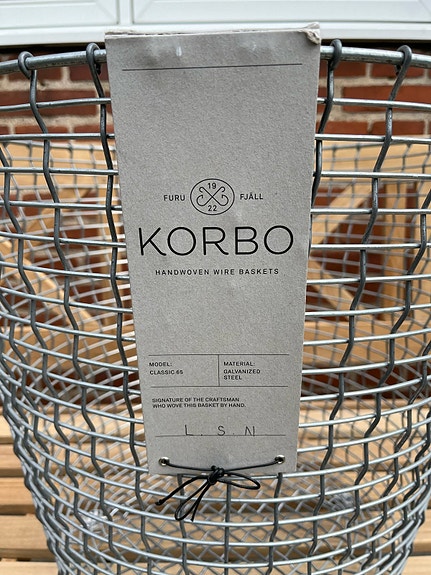 19
FURU FJÄLL
22
KORBO
HANDWOVEN WIRE BASKETS
MODEL:
CLASSIC 65
MATERIAL:
GALVANIZED
STEEL
SIGNATURE OF THE CRAFTSMAN
WHO WOVE THIS BASKET BY HAND.
L. S. N